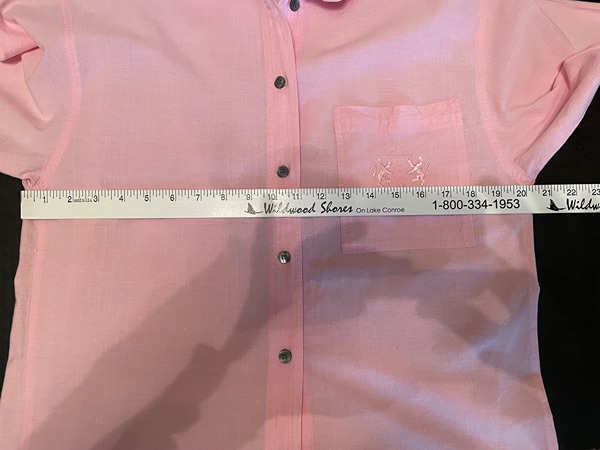 1 2 3 4 5 6 7 8 9 10 11 12 13 14 15 16 17 18 19 20 21 22 23
Wildwood Shores On Lake Conroe 1-800-334-1953 Wildw